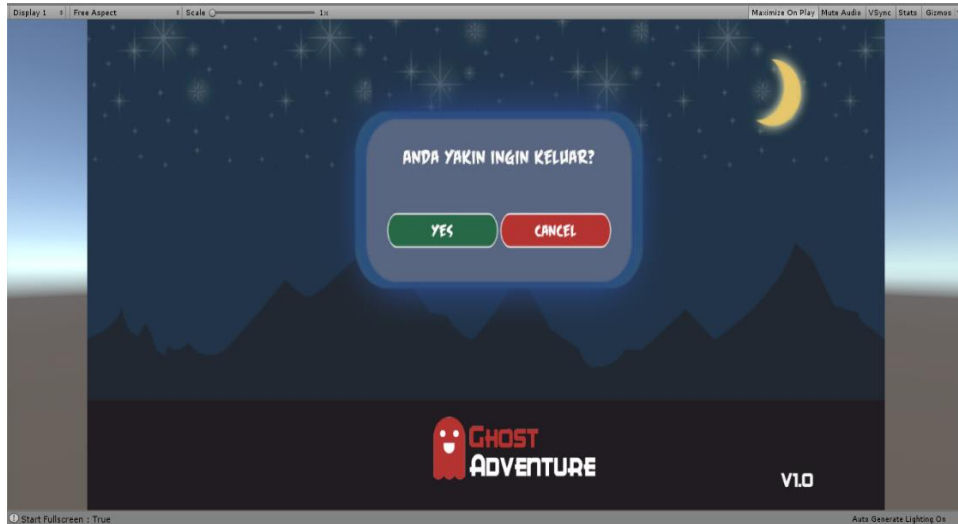 Display 1 Free Aspect Scale 1x Maximize On Play Mute Audio VSync Stats Gizmos
ANDA YAKIN INGIN KELUAR?
YES CANCEL
GHOST
ADVENTURE
V1.0
Start Fullscreen : True Auto Generate Lighting On